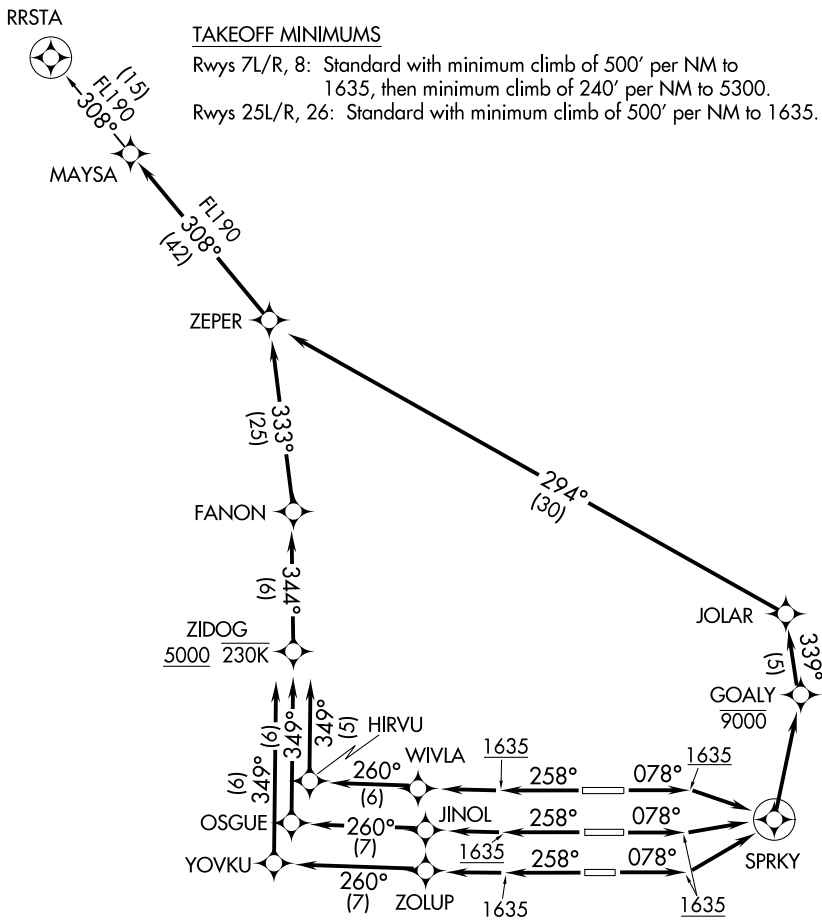 RRSTA
TAKEOFF MINIMUMS
Rwys 7L/R, 8: Standard with minimum climb of 500' per NM to
1635, then minimum climb of 240' per NM to 5300.
Rwys 25L/R, 26: Standard with minimum climb of 500' per NM to 1635.
(15)
FL190
308°
MAYSA
FL190
308°
(42)
ZEPER
333°
(25)
294°
(30)
FANON
344°
(6)
ZIDOG
5000 230K
JOLAR
339°
(5)
GOALY
9000
349°
(6)
349°
(6)
349°
(5)
HIRVU
WIVLA
1635
1635
260°
(6)
258°
078°
OSGUE
JINOL
260°
(7)
258°
078°
1635
SPRKY
YOVKU
260°
(7)
ZOLUP
258°
078°
1635
1635